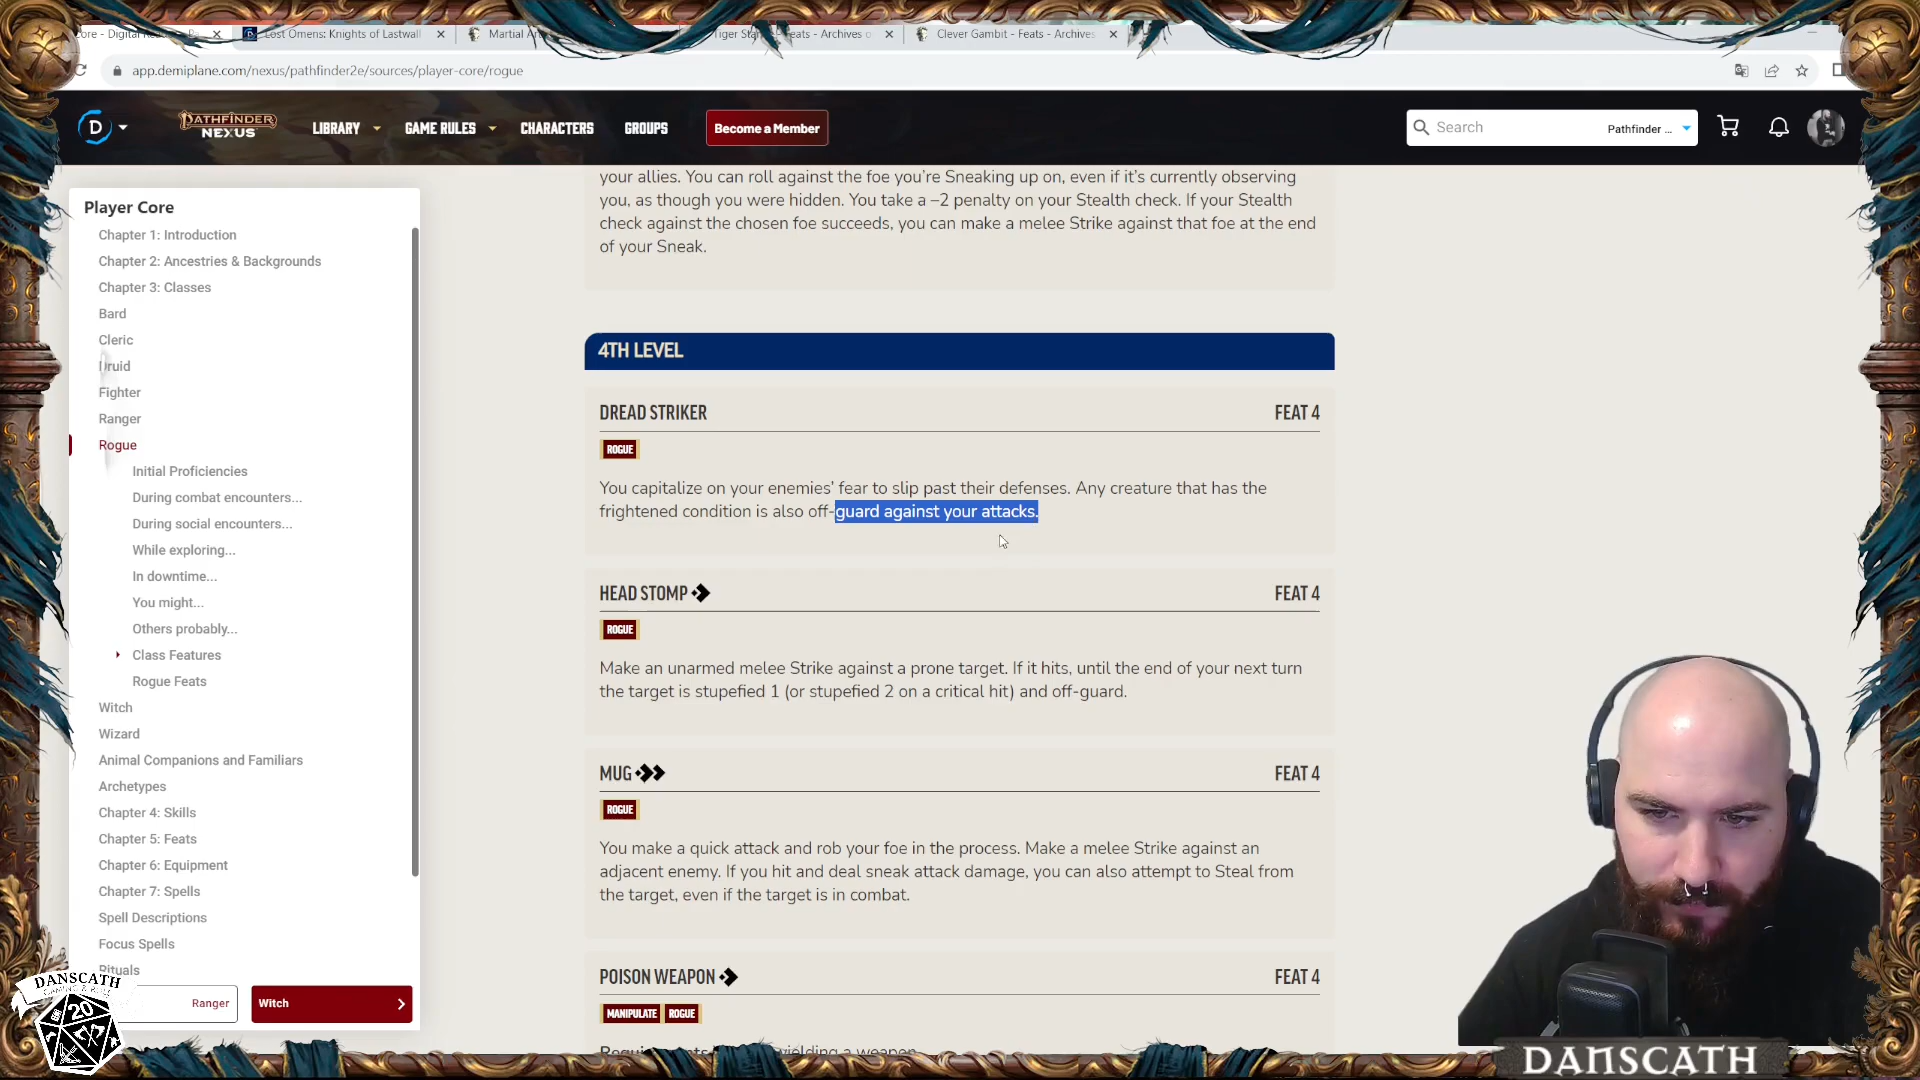 Lost Omens: Knights of Lastwall
Martial Ar
Tiger Sta
eats - Archives o
Clever Gambit - Feats - Archives
app.demiplane.com/nexus/pathfinder2e/sources/player-core/rogue
D
PATHFINDER
NEXUS
LIBRARY
GAME RULES
CHARACTERS
GROUPS
Become a Member
Search
Pathfinder ...
Player Core
Chapter 1: Introduction
Chapter 2: Ancestries & Backgrounds
Chapter 3: Classes
Bard
Cleric
Druid
Fighter
Ranger
Rogue
Initial Proficiencies
During combat encounters...
During social encounters...
While exploring...
In downtime...
You might...
Others probably...
Class Features
Rogue Feats
Witch
Wizard
Animal Companions and Familiars
Archetypes
Chapter 4: Skills
Chapter 5: Feats
Chapter 6: Equipment
Chapter 7: Spells
Spell Descriptions
Focus Spells
Rituals
Ranger
Witch
your allies. You can roll against the foe you’re Sneaking up on, even if it’s currently observing
you, as though you were hidden. You take a –2 penalty on your Stealth check. If your Stealth
check against the chosen foe succeeds, you can make a melee Strike against that foe at the end
of your Sneak.
4TH LEVEL
DREAD STRIKER
FEAT 4
ROGUE
You capitalize on your enemies’ fear to slip past their defenses. Any creature that has the
frightened condition is also off-guard against your attacks.
HEAD STOMP
FEAT 4
ROGUE
Make an unarmed melee Strike against a prone target. If it hits, until the end of your next turn
the target is stupefied 1 (or stupefied 2 on a critical hit) and off-guard.
MUG
FEAT 4
ROGUE
You make a quick attack and rob your foe in the process. Make a melee Strike against an
adjacent enemy. If you hit and deal sneak attack damage, you can also attempt to Steal from
the target, even if the target is in combat.
POISON WEAPON
FEAT 4
MANIPULATE
ROGUE
wielding a weapon
DANSCATH
20
DANSCATH